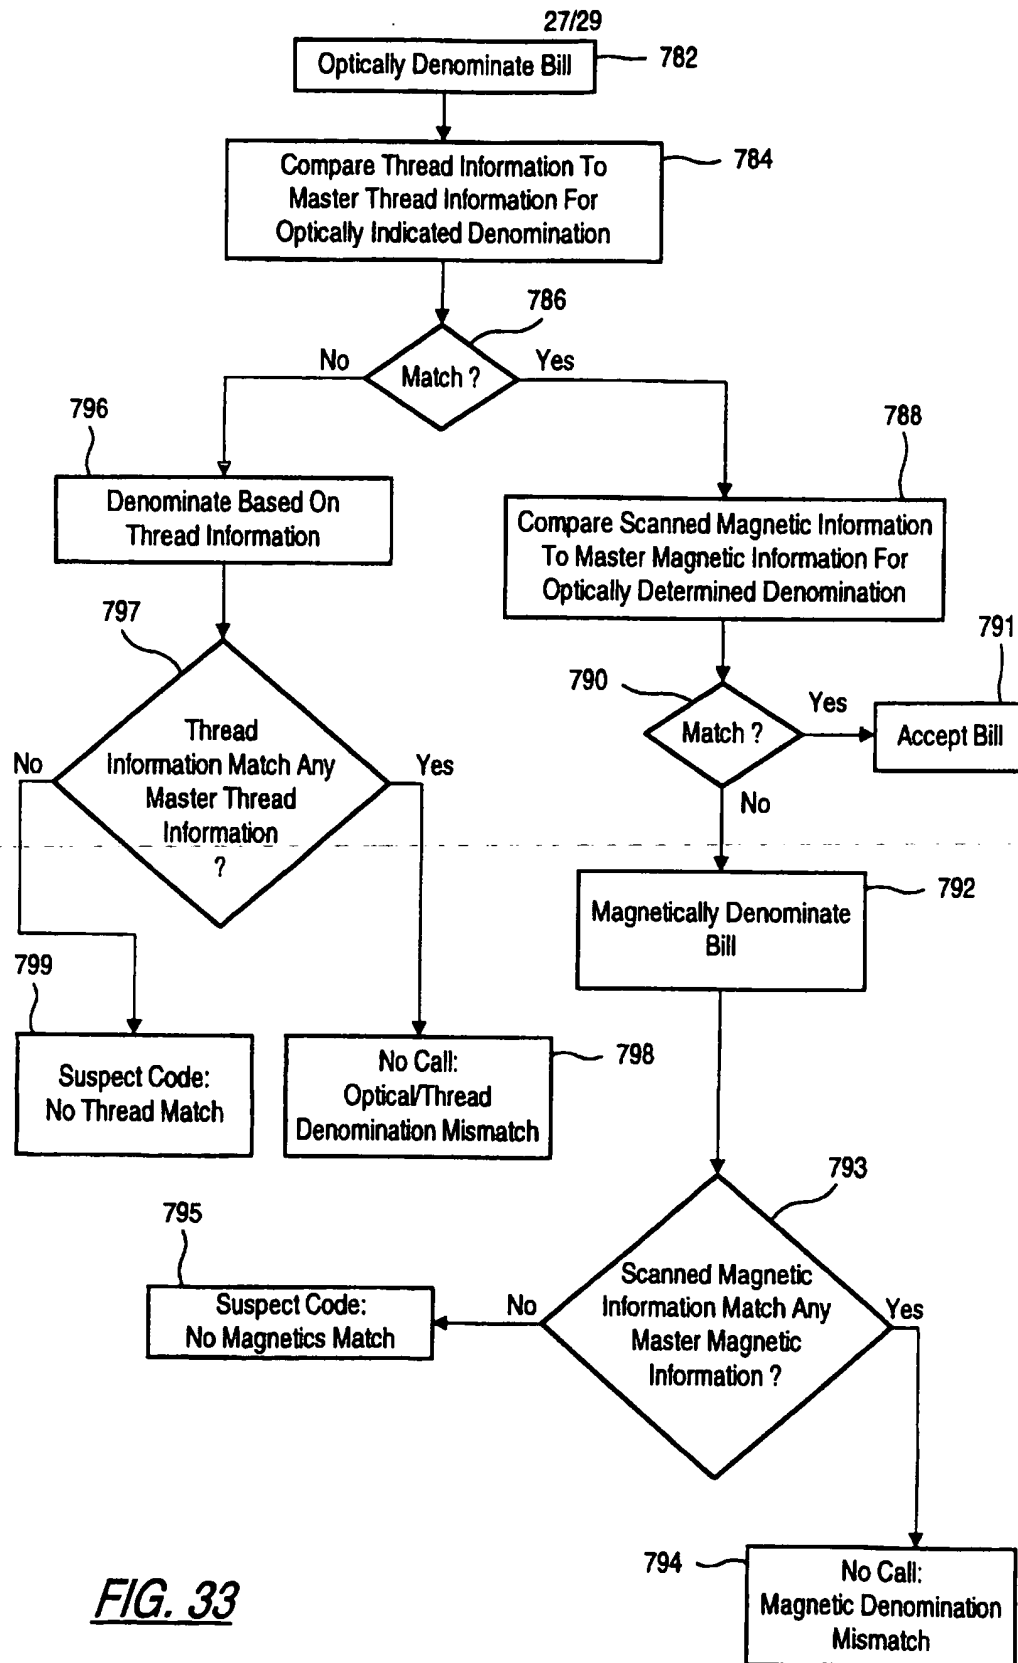 27/29
Optically Denominate Bill
782
Compare Thread Information To
Master Thread Information For
Optically Indicated Denomination
784
786
Match ?
No
Yes
796
Denominate Based On
Thread Information
788
Compare Scanned Magnetic Information
To Master Magnetic Information For
Optically Determined Denomination
797
Thread
Information Match Any
Master Thread
Information
?
No
Yes
790
Match ?
Yes
No
791
Accept Bill
792
Magnetically Denominate
Bill
799
Suspect Code:
No Thread Match
798
No Call:
Optical/Thread
Denomination Mismatch
793
Scanned Magnetic
Information Match Any
Master Magnetic
Information ?
No
Yes
795
Suspect Code:
No Magnetics Match
794
No Call:
Magnetic Denomination
Mismatch
FIG. 33